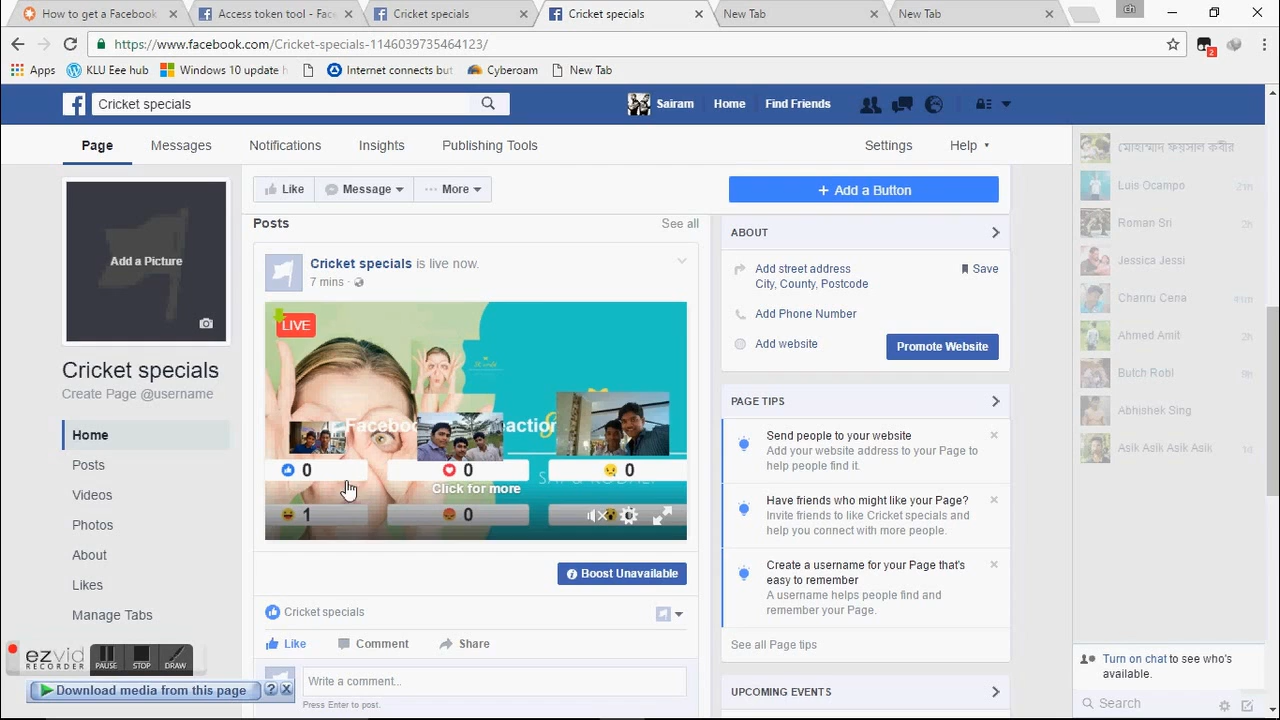 How to get a Facebook
Access token tool - Fac
Cricket specials
Cricket specials
New Tab
New Tab
ch
https://www.facebook.com/Cricket-specials-1146039735464123/
2
Apps
KLU Eee hub
Windows 10 update h
Internet connects bu
Cyberoam
New Tab
Cricket specials
Sairam
Home
Find Friends
Page
Messages
Notifications
Insights
Publishing Tools
Settings
Help
Like
Message
More
+ Add a Button
Add a Picture
Cricket specials
Create Page @username
Home
Posts
Videos
Photos
About
Likes
Manage Tabs
Posts
See all
Cricket specials is live now.
7 mins
LIVE
0
0
0
Click for more
1
0
Boost Unavailable
Cricket specials
Like
Comment
Share
Write a comment...
Press Enter to post.
ABOUT
Add street address
City, County, Postcode
Save
Add Phone Number
Add website
Promote Website
PAGE TIPS
Send people to your website
Add your website address to your Page to
help people find it.
Have friends who might like your Page?
Invite friends to like Cricket specials and
help you connect with more people.
Create a username for your Page that's
easy to remember
A username helps people find and
remember your Page.
See all Page tips
UPCOMING EVENTS
মোহাম্মাদ ফয়সাল কবীর
Luis Ocampo
Roman Sri
2h
Jessica Jessi
Chanru Cena
Ahmed Amit
2h
Butch Robl
9h
Abhishek Sing
Asik Asik Asik Asik
1d
Turn on chat to see who's
available.
Search
ezvid
RECORDER
PAUSE
STOP
DRAW
Download media from this page
?
X